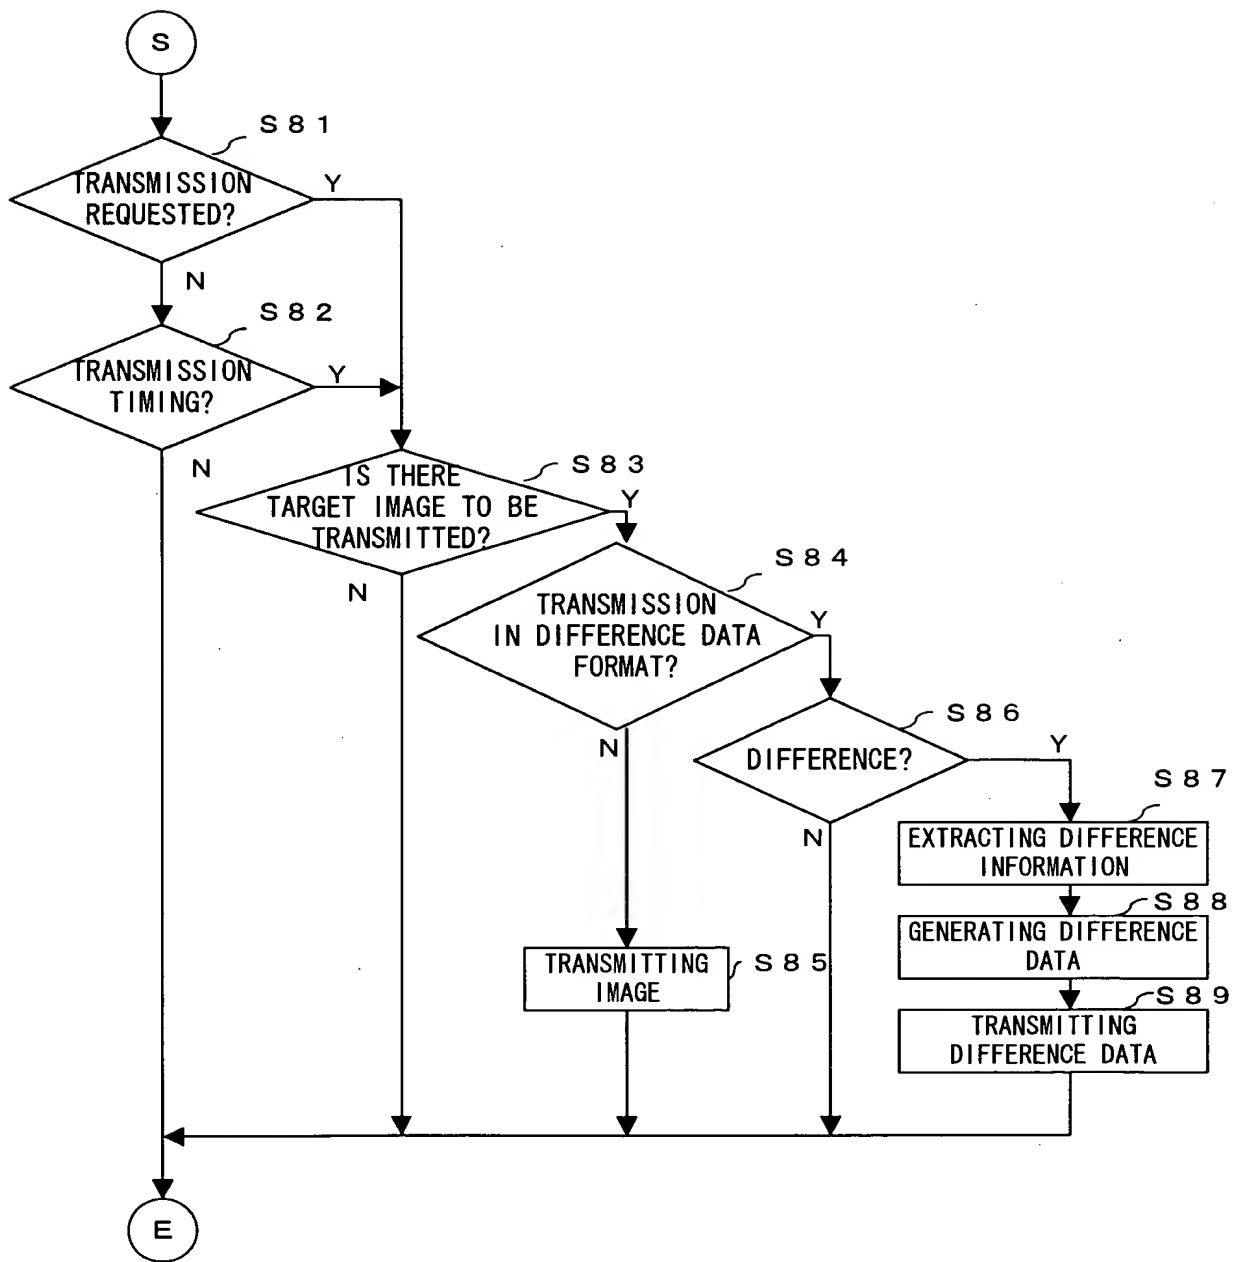 S
S81
TRANSMISSION
REQUESTED?
Y
N
S82
TRANSMISSION
TIMING?
Y
N
S83
IS THERE
TARGET IMAGE TO BE
TRANSMITTED?
Y
N
S84
TRANSMISSION
IN DIFFERENCE DATA
FORMAT?
Y
N
S86
DIFFERENCE?
Y
N
S87
EXTRACTING DIFFERENCE
INFORMATION
S88
GENERATING DIFFERENCE
DATA
S85
TRANSMITTING
IMAGE
S89
TRANSMITTING
DIFFERENCE DATA
E